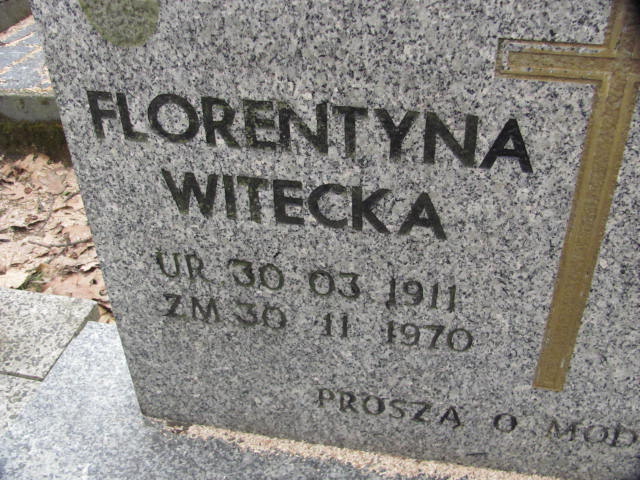 FLORENTYNA
WITECKA
UR 30 03 1911
ZM 30 11 1970
PROSZĄ O MOD